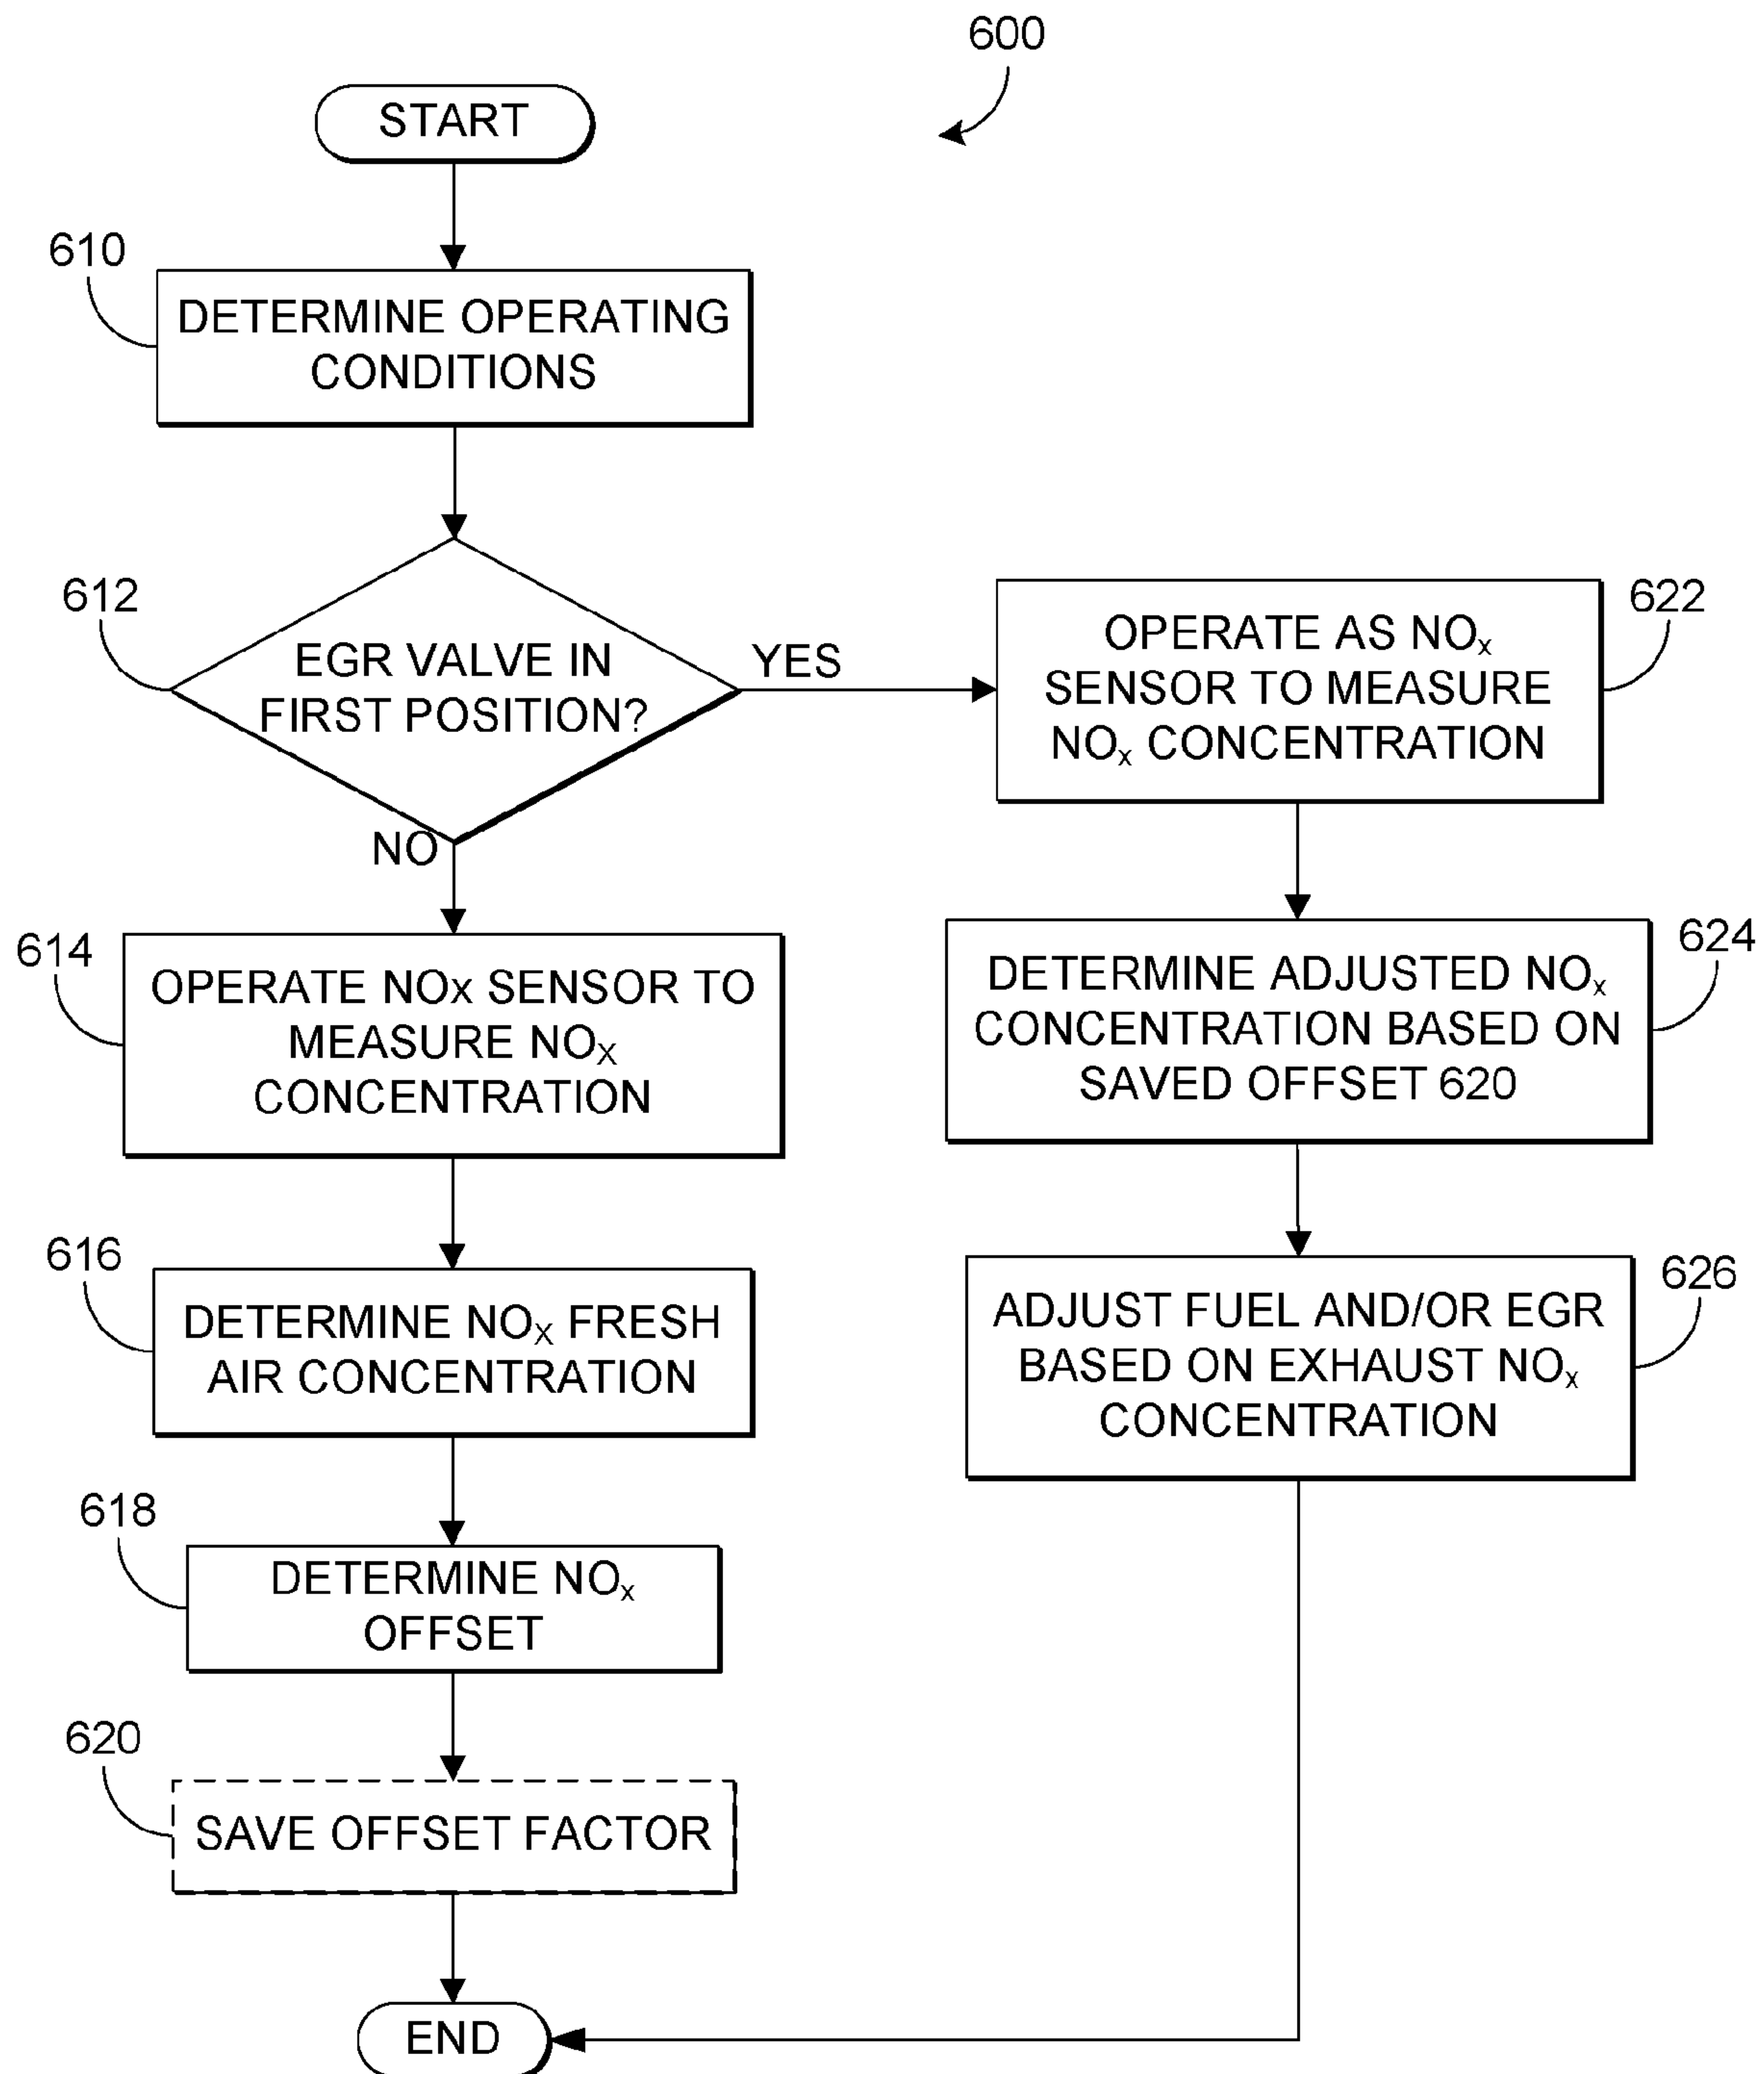 600
START
610
DETERMINE OPERATING
CONDITIONS
612
EGR VALVE IN
FIRST POSITION?
YES
NO
622
OPERATE AS NOₓ
SENSOR TO MEASURE
NOₓ CONCENTRATION
614
OPERATE NOx SENSOR TO
MEASURE NOₓ
CONCENTRATION
624
DETERMINE ADJUSTED NOₓ
CONCENTRATION BASED ON
SAVED OFFSET 620
616
DETERMINE NOₓ FRESH
AIR CONCENTRATION
626
ADJUST FUEL AND/OR EGR
BASED ON EXHAUST NOₓ
CONCENTRATION
618
DETERMINE NOₓ
OFFSET
620
SAVE OFFSET FACTOR
END